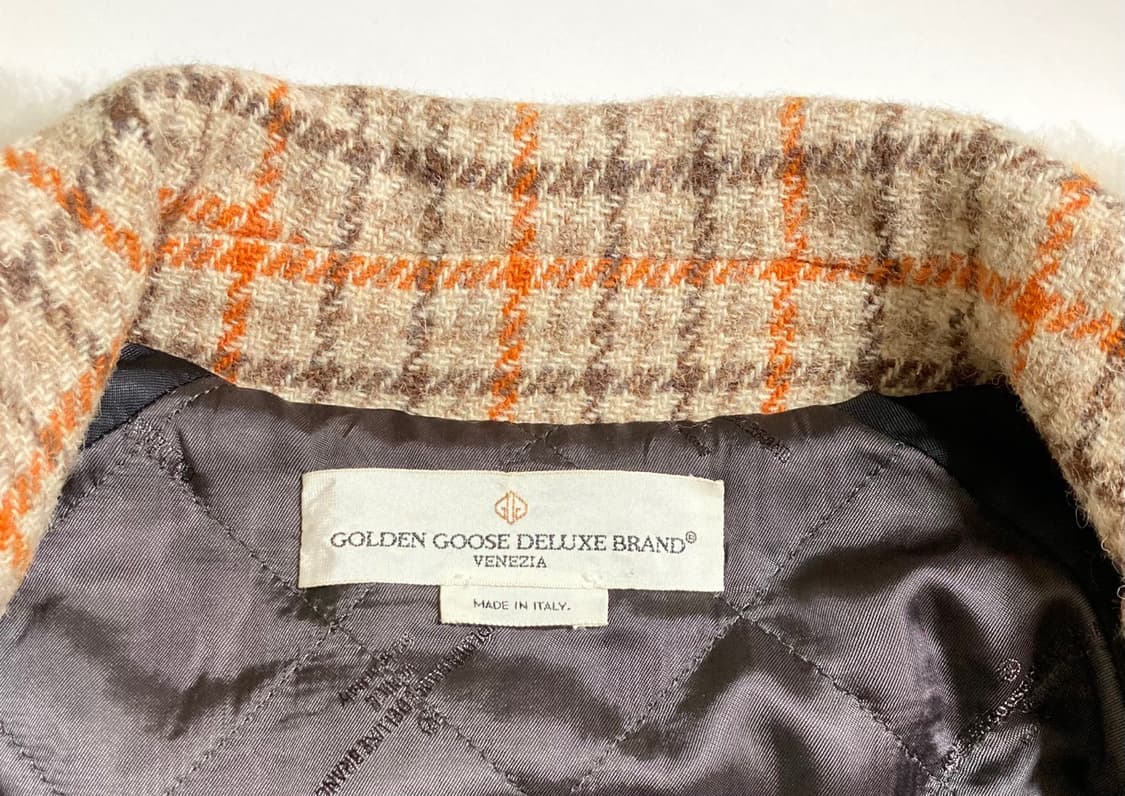 GOLDEN GOOSE DELUXE BRAND®
VENEZIA
MADE IN ITALY.